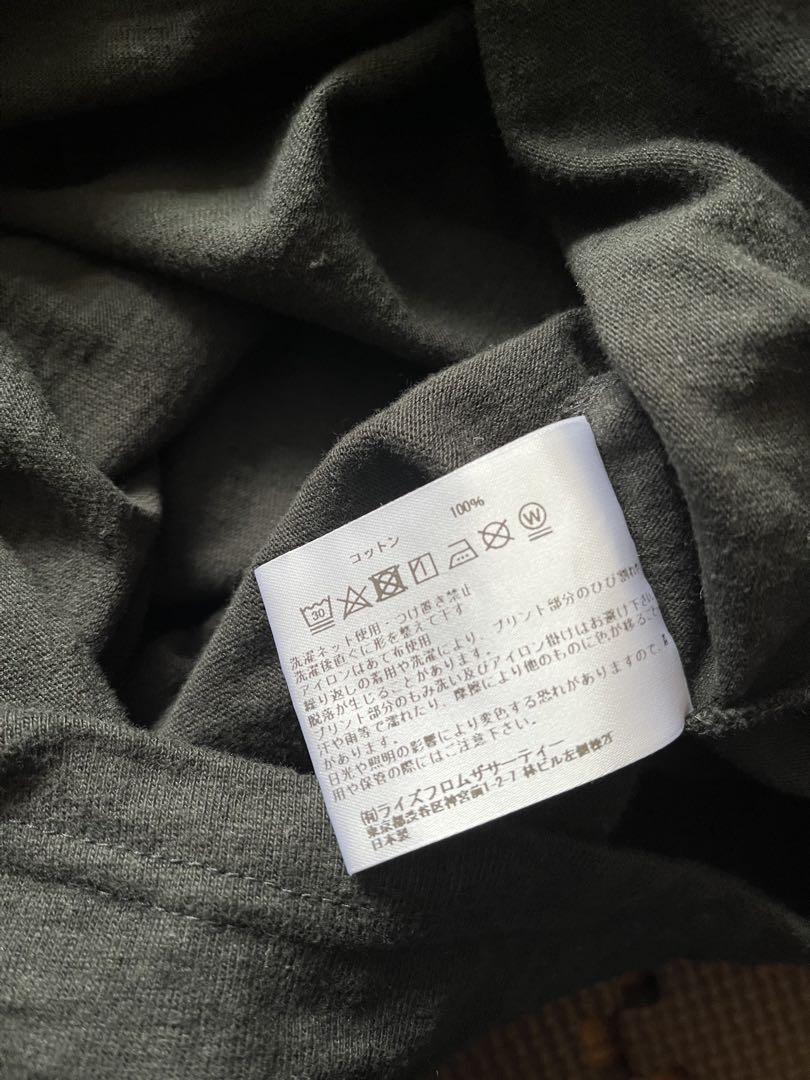 コットン 100%
30 W
洗濯ネット使用・つけ置き禁止
洗濯後直ぐに形を整えて干す
アイロンはあて布使用
繰り返しの着用や洗濯により、プリント部分のひび割れ
脱落が生じることがあります。
プリント部分のもみ洗い及びアイロン掛けはお避け下さい
汗や雨等で濡れたり、摩擦により他のものに色が移ること
があります。
日光や照明の影響により変色する恐れがありますので、
用や保管の際にはご注意下さい。
(有)ライズフロムザサーティー
東京都渋谷区神宮前1-2-7 林ビル左
日本製